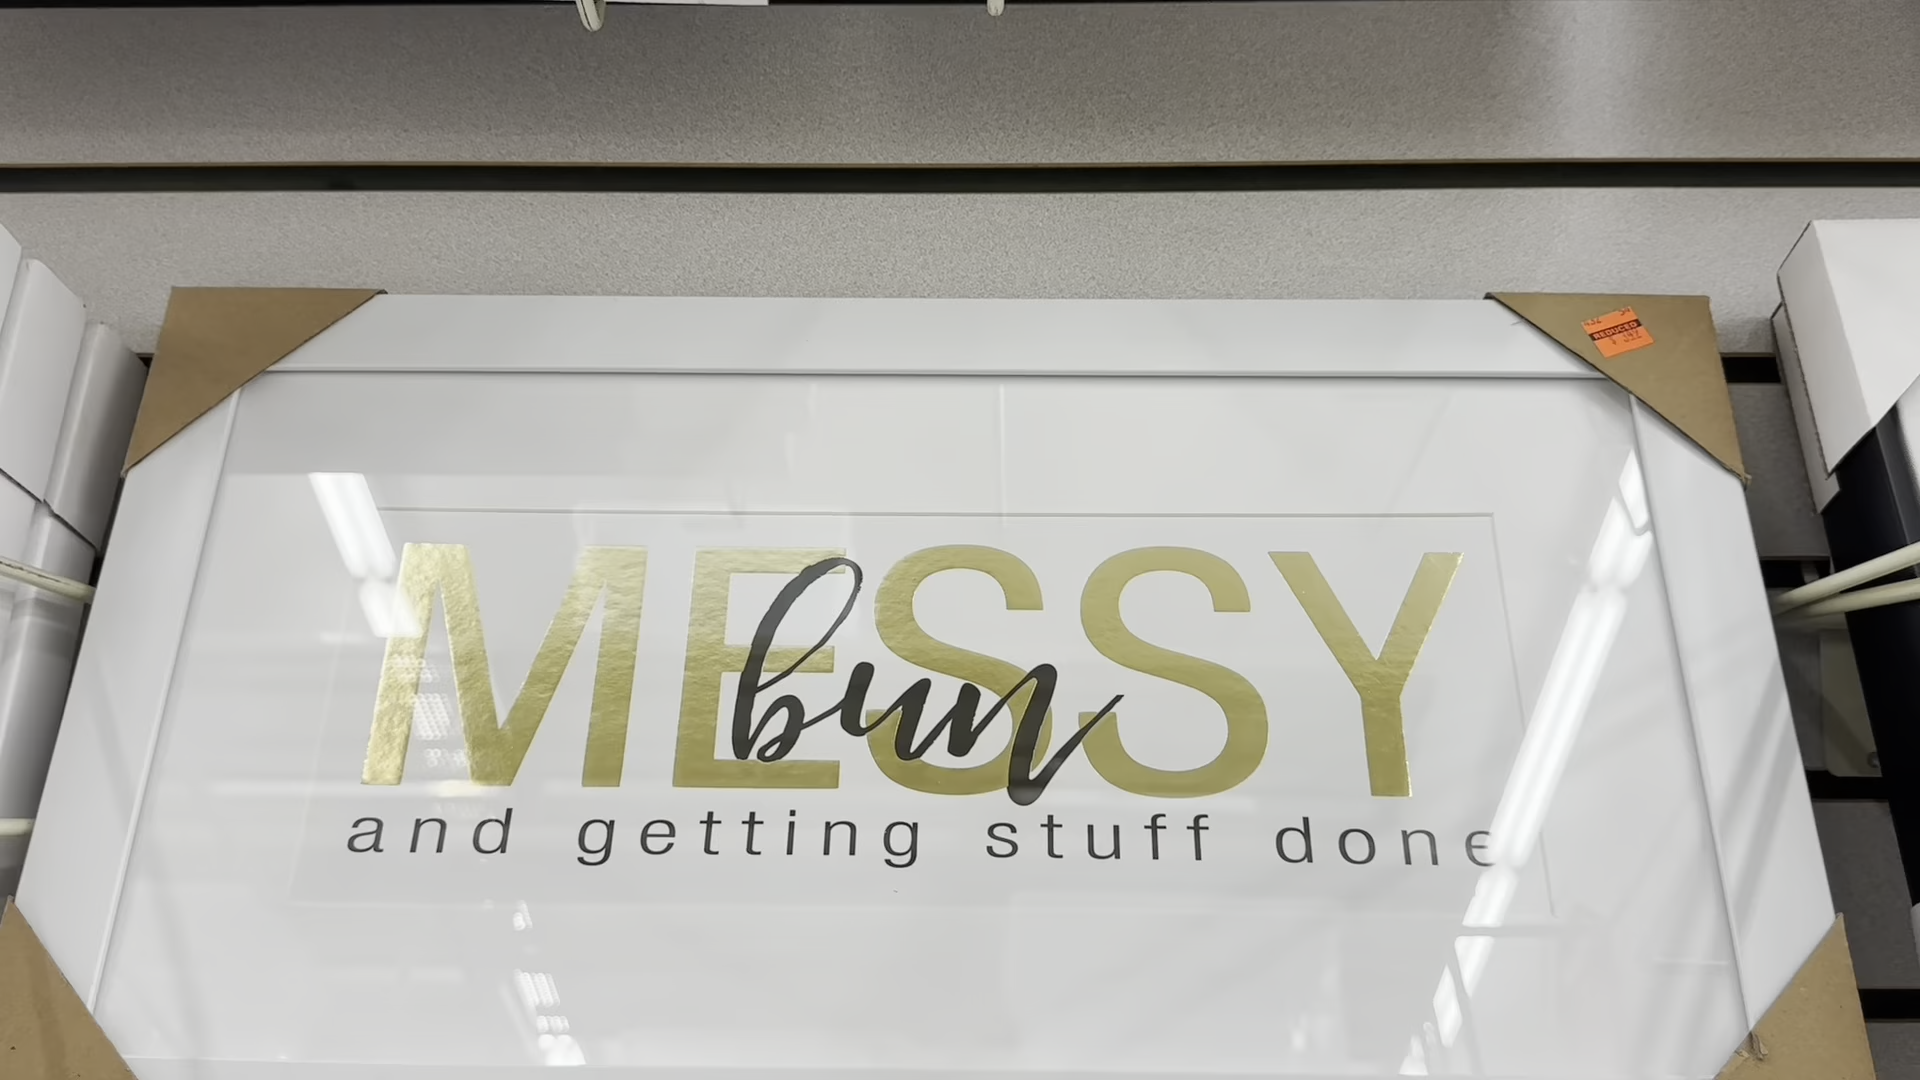 MESSY
bun
and getting stuff done
REDUCED